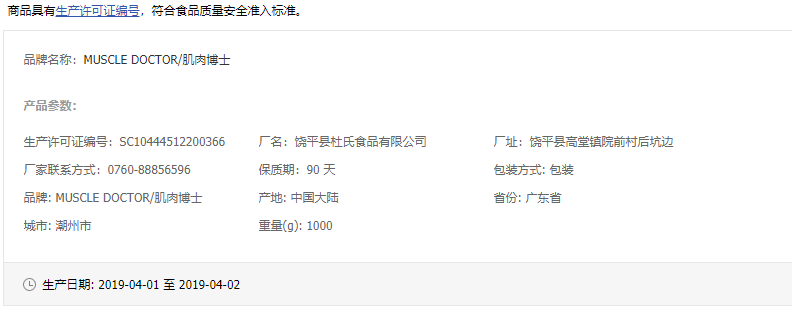 商品具有生产许可证编号，符合食品质量安全准入标准。
品牌名称：MUSCLE DOCTOR/肌肉博士
产品参数：
生产许可证编号：SC10444512200366 厂名：饶平县杜氏食品有限公司 厂址：饶平县高堂镇院前村后坑边
厂家联系方式：0760-88856596 保质期：90 天 包装方式: 包装
品牌: MUSCLE DOCTOR/肌肉博士 产地: 中国大陆 省份: 广东省
城市: 潮州市 重量(g): 1000
生产日期: 2019-04-01 至 2019-04-02